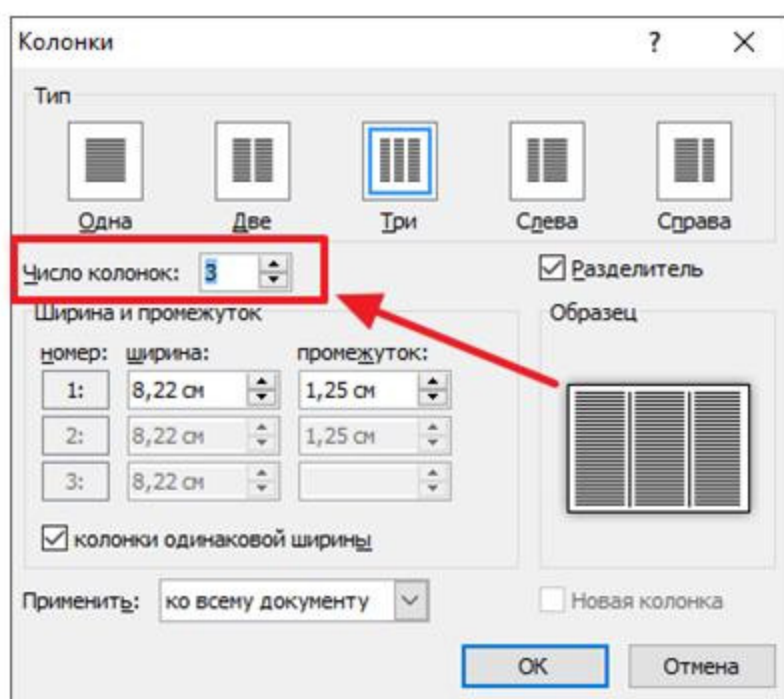 Колонки ?
Тип
Одна Две Три Слева Справа
Число колонок: 3 Разделитель
Ширина и промежуток Образец
номер: ширина: промежуток:
1: 8,22 см 1,25 см
2: 8,22 см 1,25 см
3: 8,22 см
колонки одинаковой ширины
Применить: ко всему документу Новая колонка
ОК Отмена